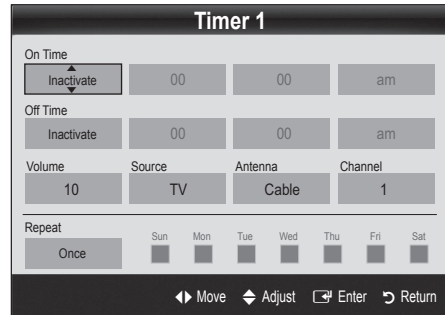 Timer 1
On Time
Inactivate 00 00 am
Off Time
Inactivate 00 00 am
Volume Source Antenna Channel
10 TV Cable 1
Repeat Sun Mon Tue Wed Thu Fri Sat
Once
Move Adjust Enter Return